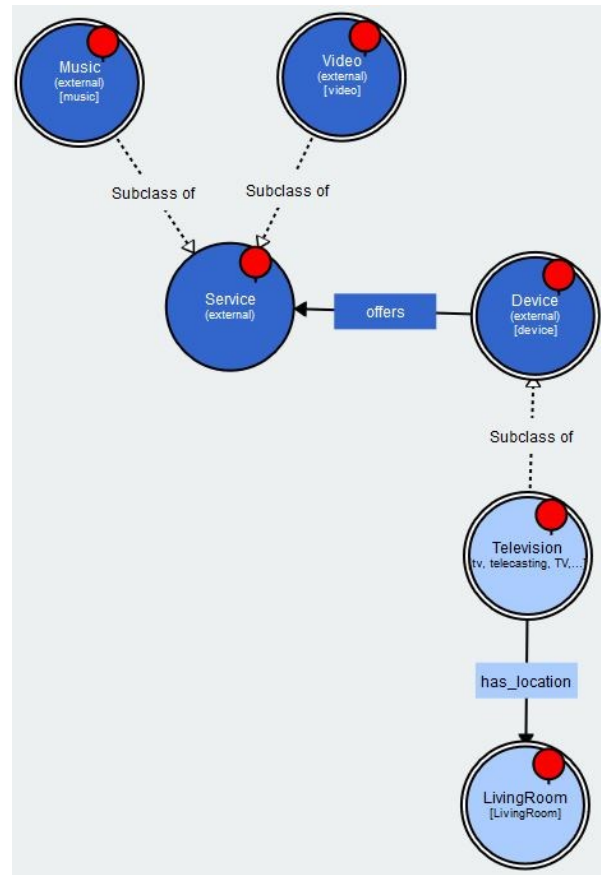 Music
(external)
[music]
Video
(external)
[video]
Subclass of
Subclass of
Service
(external)
offers
Device
(external)
[device]
Subclass of
Television
tv, telecasting, TV,...
has_location
LivingRoom
[LivingRoom]